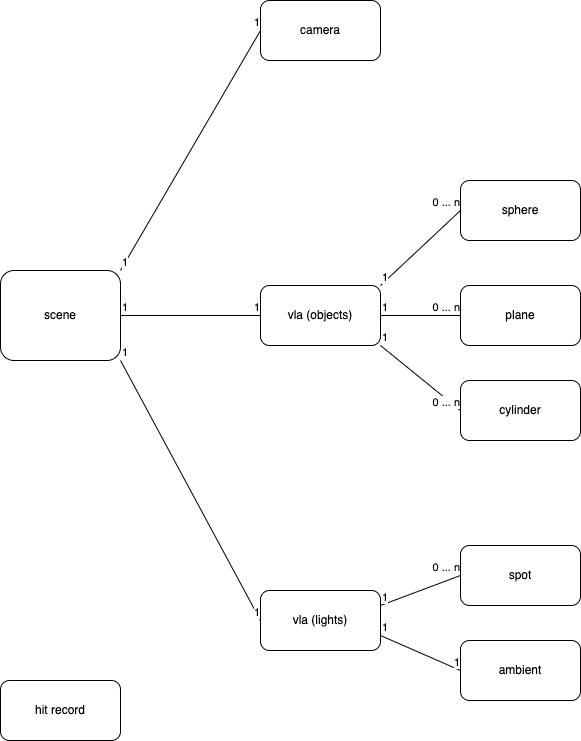 camera
1
1
scene
1
1
1
vla (objects)
1
1
1
0 ... n
sphere
0 ... n
plane
0 ... n
cylinder
1
vla (lights)
1
1
0 ... n
spot
1
ambient
hit record